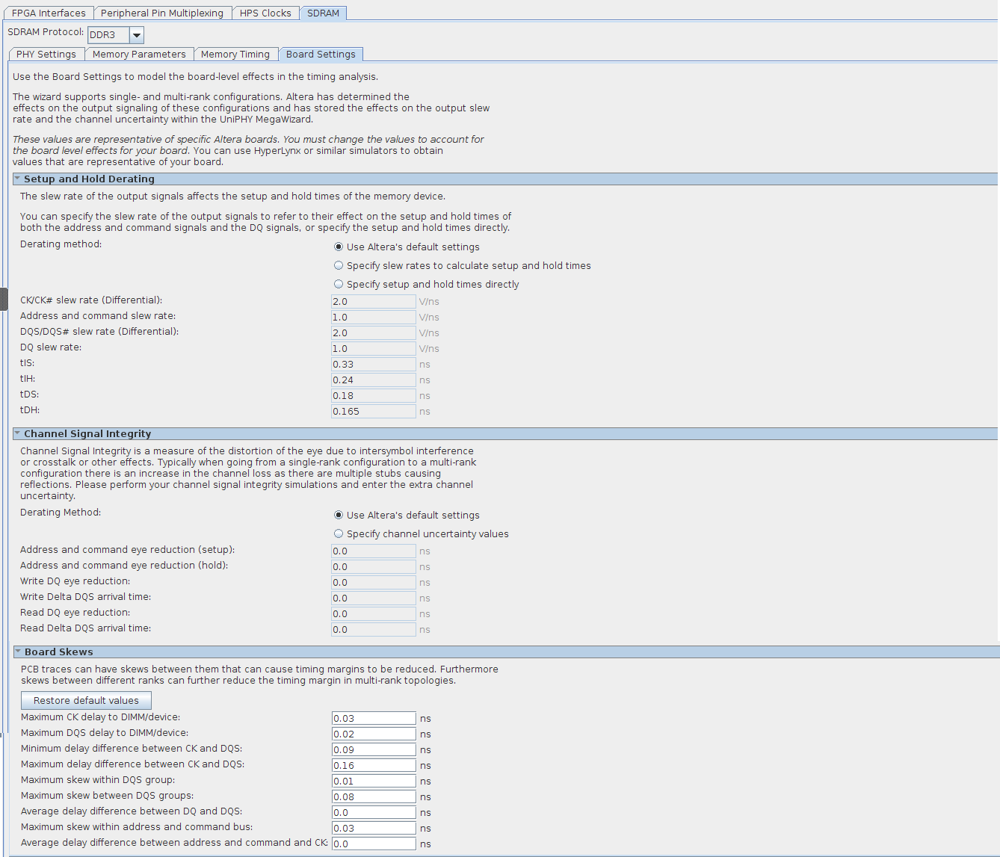 FPGA Interfaces Peripheral Pin Multiplexing HPS Clocks SDRAM
SDRAM Protocol: DDR3
PHY Settings Memory Parameters Memory Timing Board Settings
Use the Board Settings to model the board-level effects in the timing analysis.
The wizard supports single- and multi-rank configurations. Altera has determined the
effects on the output signaling of these configurations and has stored the effects on the output slew
rate and the channel uncertainty within the UniPHY MegaWizard.
These values are representative of specific Altera boards. You must change the values to account for
the board level effects for your board. You can use HyperLynx or similar simulators to obtain
values that are representative of your board.
Setup and Hold Derating
The slew rate of the output signals affects the setup and hold times of the memory device.
You can specify the slew rate of the output signals to refer to their effect on the setup and hold times of
both the address and command signals and the DQ signals, or specify the setup and hold times directly.
Derating method:
Use Altera's default settings
Specify slew rates to calculate setup and hold times
Specify setup and hold times directly
CK/CK# slew rate (Differential): 2.0 V/ns
Address and command slew rate: 1.0 V/ns
DQS/DQS# slew rate (Differential): 2.0 V/ns
DQ slew rate: 1.0 V/ns
tIS: 0.33 ns
tIH: 0.24 ns
tDS: 0.18 ns
tDH: 0.165 ns
Channel Signal Integrity
Channel Signal Integrity is a measure of the distortion of the eye due to intersymbol interference
or crosstalk or other effects. Typically when going from a single-rank configuration to a multi-rank
configuration there is an increase in the channel loss as there are multiple stubs causing
reflections. Please perform your channel signal integrity simulations and enter the extra channel
uncertainty.
Derating Method:
Use Altera's default settings
Specify channel uncertainty values
Address and command eye reduction (setup): 0.0 ns
Address and command eye reduction (hold): 0.0 ns
Write DQ eye reduction: 0.0 ns
Write Delta DQS arrival time: 0.0 ns
Read DQ eye reduction: 0.0 ns
Read Delta DQS arrival time: 0.0 ns
Board Skews
PCB traces can have skews between them that can cause timing margins to be reduced. Furthermore
skews between different ranks can further reduce the timing margin in multi-rank topologies.
Restore default values
Maximum CK delay to DIMM/device: 0.03 ns
Maximum DQS delay to DIMM/device: 0.02 ns
Minimum delay difference between CK and DQS: 0.09 ns
Maximum delay difference between CK and DQS: 0.16 ns
Maximum skew within DQS group: 0.01 ns
Maximum skew between DQS groups: 0.08 ns
Average delay difference between DQ and DQS: 0.0 ns
Maximum skew within address and command bus: 0.03 ns
Average delay difference between address and command and CK: 0.0 ns